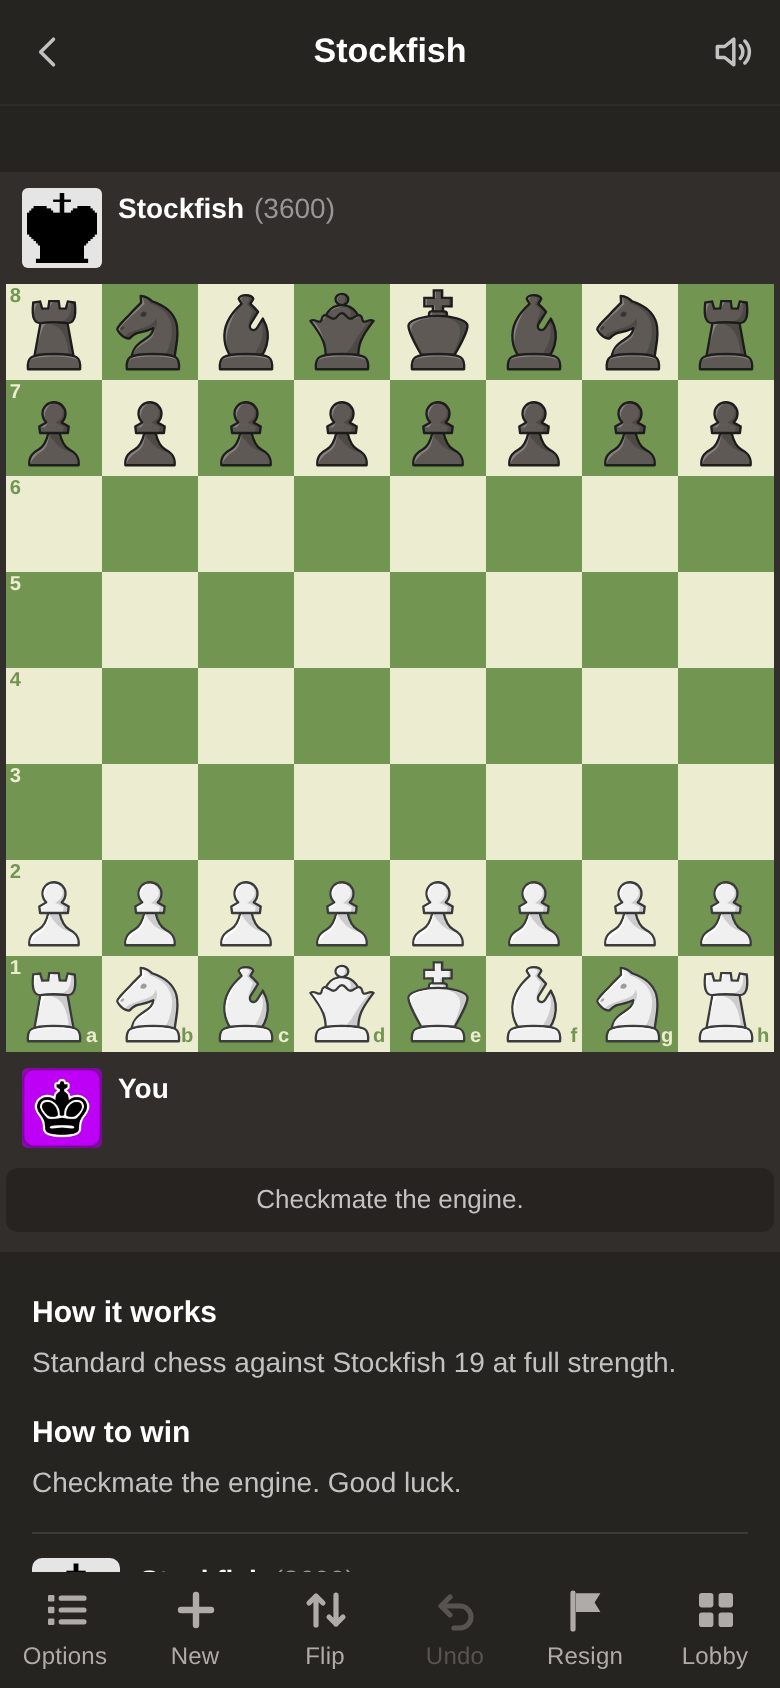 Stockfish
Stockfish (3600)
8
7
6
5
4
3
2
1
a b c d e f g h
You
Checkmate the engine.
How it works
Standard chess against Stockfish 19 at full strength.
How to win
Checkmate the engine. Good luck.
Stockfish (3600)
Options New Flip Undo Resign Lobby